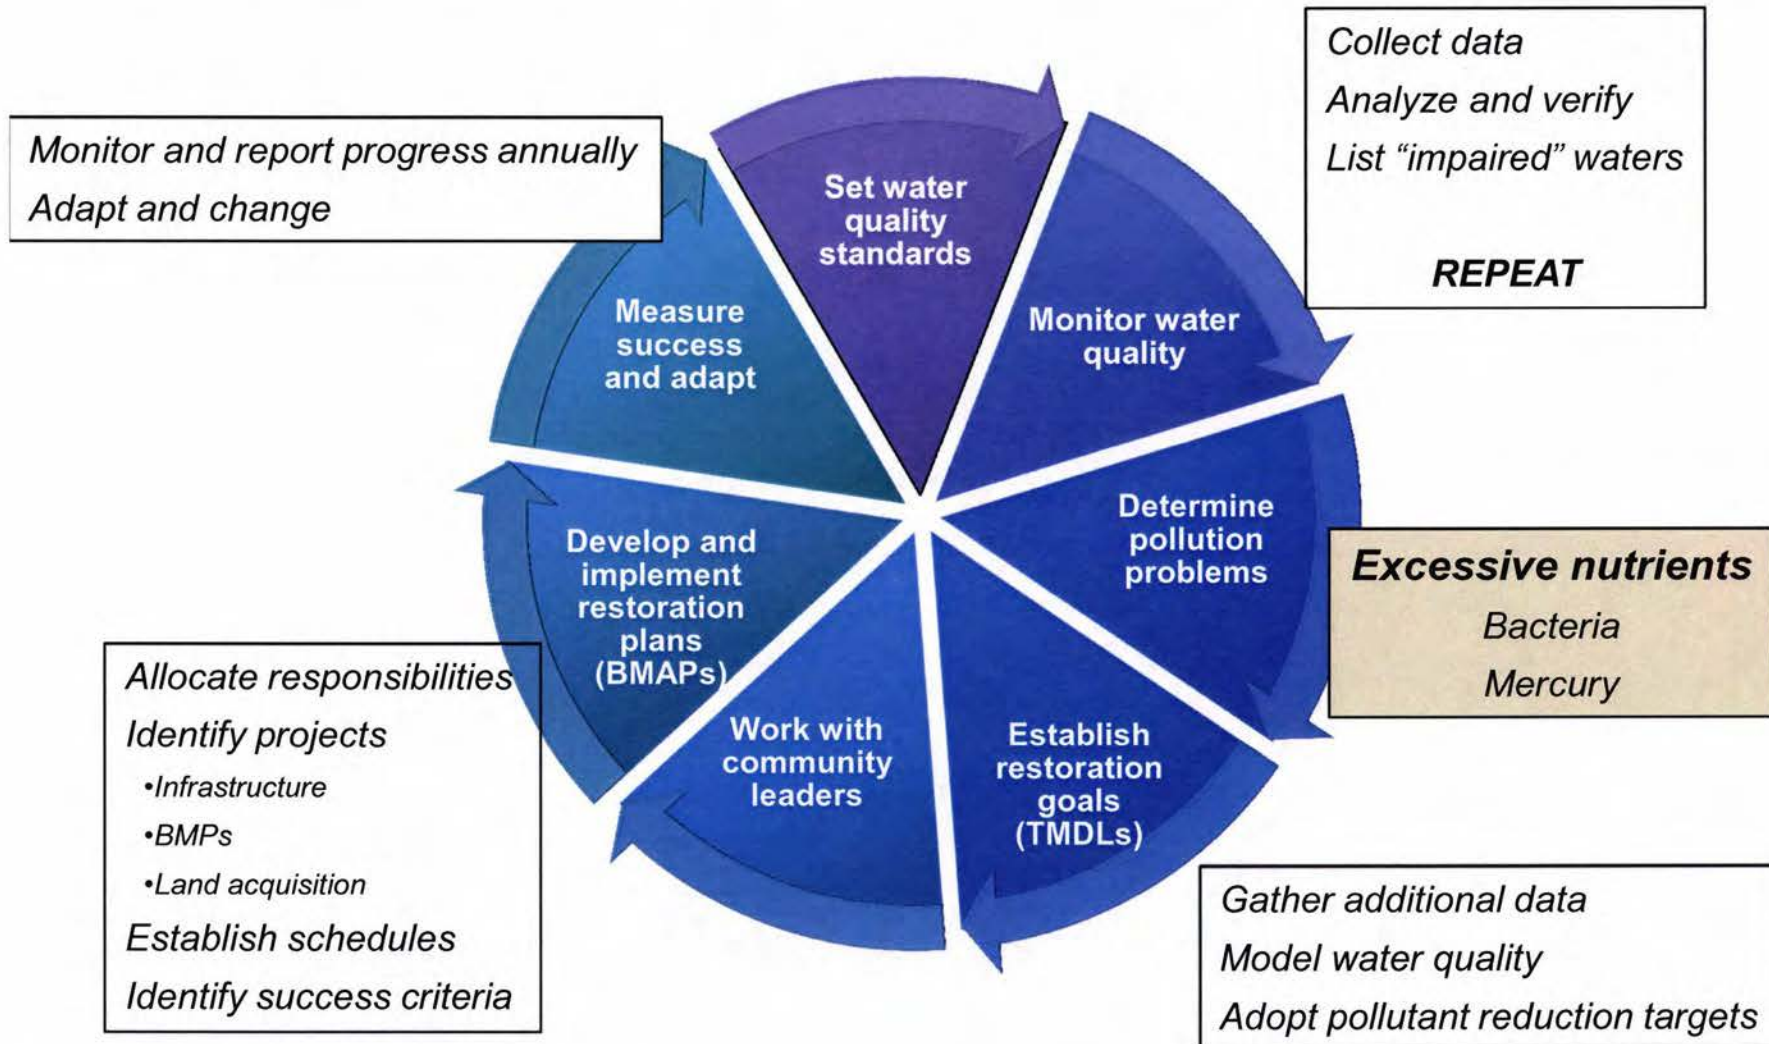 Collect data
Analyze and verify
List “impaired” waters
REPEAT
Monitor and report progress annually
Adapt and change
Set water
quality
standards
Monitor water
quality
Determine
pollution
problems
Excessive nutrients
Bacteria
Mercury
Establish
restoration
goals
(TMDLs)
Gather additional data
Model water quality
Adopt pollutant reduction targets
Work with
community
leaders
Develop and
implement
restoration
plans
(BMAPs)
Allocate responsibilities
Identify projects
•Infrastructure
•BMPs
•Land acquisition
Establish schedules
Identify success criteria
Measure
success
and adapt